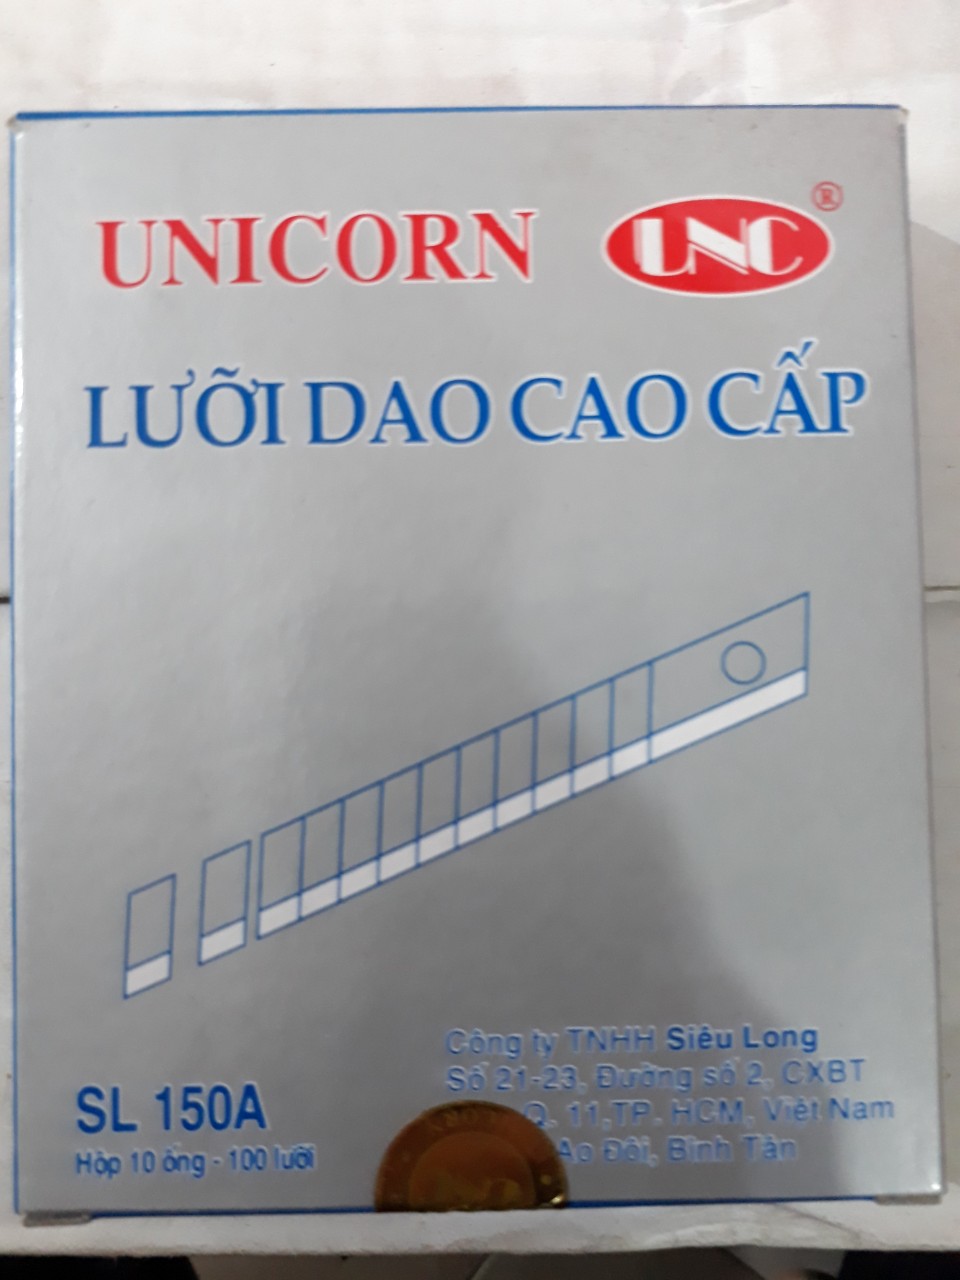 UNICORN UNC ®
LƯỠI DAO CAO CẤP
Công ty TNHH Siêu Long
Số 21-23, Đường số 2, CXBT
Q. 11, TP. HCM, Việt Nam
Ao Đôi, Bình Tân
SL 150A
Hộp 10 ống - 100 lưỡi